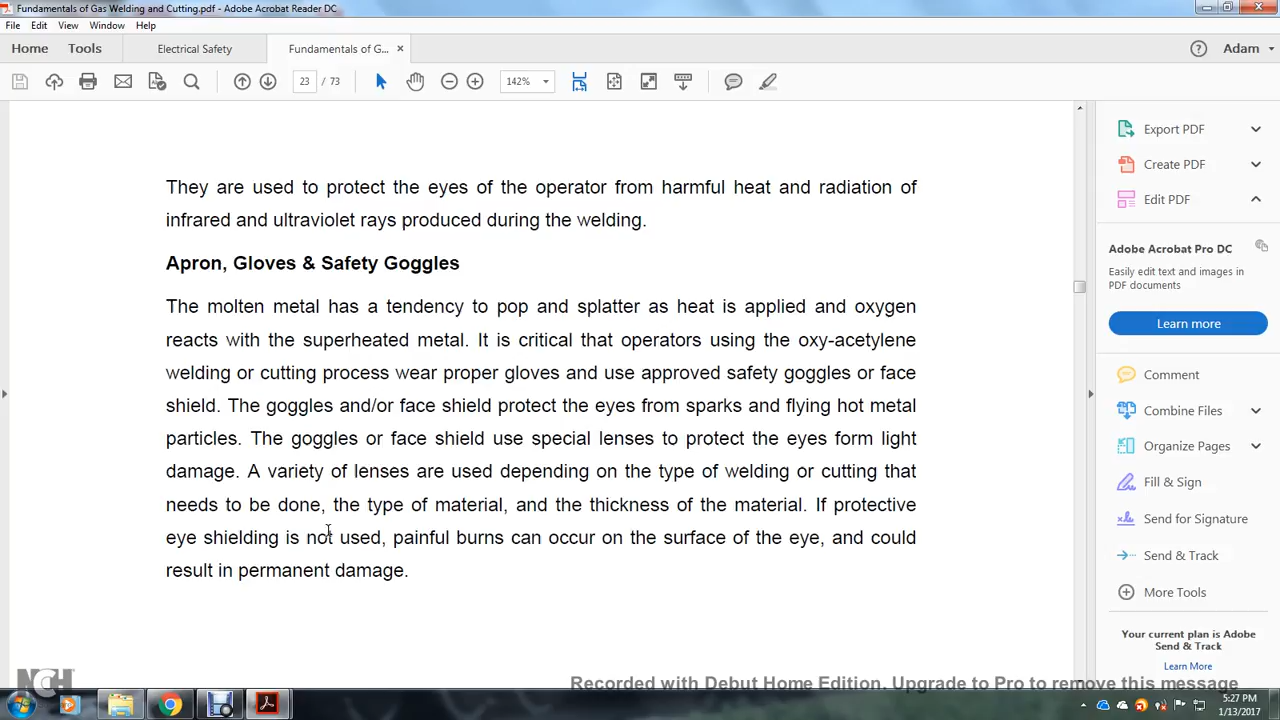 Fundamentals of Gas Welding and Cutting.pdf - Adobe Acrobat Reader DC
File Edit View Window Help
Home Tools Electrical Safety Fundamentals of G... × Adam
23 / 73 142%
They are used to protect the eyes of the operator from harmful heat and radiation of
infrared and ultraviolet rays produced during the welding.
Apron, Gloves & Safety Goggles
The molten metal has a tendency to pop and splatter as heat is applied and oxygen
reacts with the superheated metal. It is critical that operators using the oxy-acetylene
welding or cutting process wear proper gloves and use approved safety goggles or face
shield. The goggles and/or face shield protect the eyes from sparks and flying hot metal
particles. The goggles or face shield use special lenses to protect the eyes form light
damage. A variety of lenses are used depending on the type of welding or cutting that
needs to be done, the type of material, and the thickness of the material. If protective
eye shielding is not used, painful burns can occur on the surface of the eye, and could
result in permanent damage.
Export PDF
Create PDF
Edit PDF
Adobe Acrobat Pro DC
Easily edit text and images in
PDF documents
Learn more
Comment
Combine Files
Organize Pages
Fill & Sign
Send for Signature
Send & Track
More Tools
Your current plan is Adobe
Send & Track
Learn More
NCH
Recorded with Debut Home Edition. Upgrade to Pro to remove this message
5:27 PM
1/13/2017